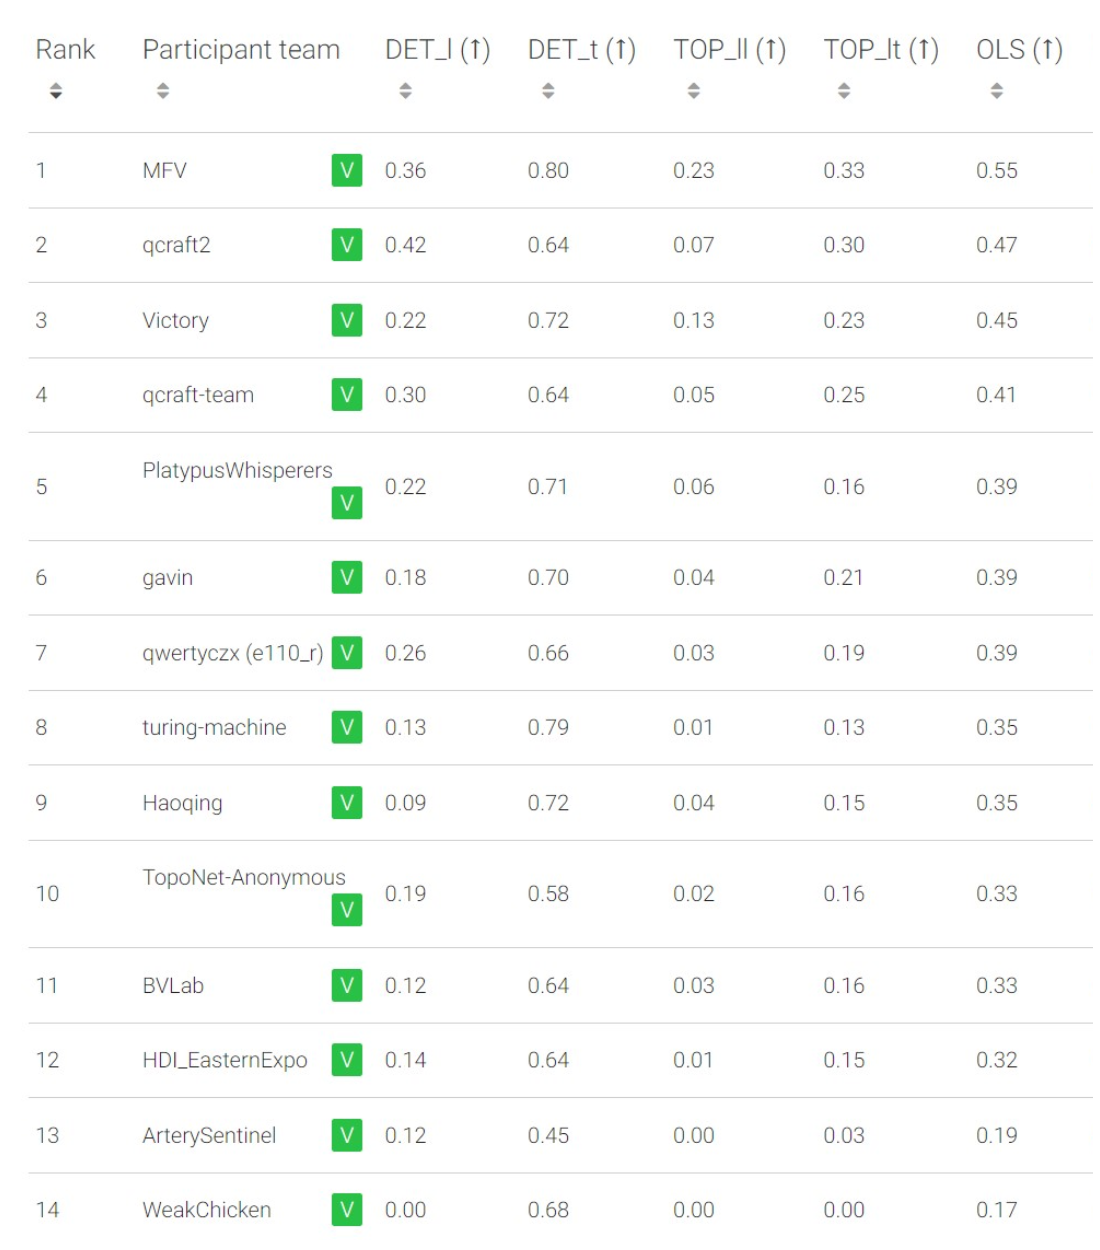 Rank Participant team DET_l (↑) DET_t (↑) TOP_ll (↑) TOP_lt (↑) OLS (↑)
1 MFV V 0.36 0.80 0.23 0.33 0.55
2 qcraft2 V 0.42 0.64 0.07 0.30 0.47
3 Victory V 0.22 0.72 0.13 0.23 0.45
4 qcraft-team V 0.30 0.64 0.05 0.25 0.41
5 PlatypusWhisperers V 0.22 0.71 0.06 0.16 0.39
6 gavin V 0.18 0.70 0.04 0.21 0.39
7 qwertyczx (e110_r) V 0.26 0.66 0.03 0.19 0.39
8 turing-machine V 0.13 0.79 0.01 0.13 0.35
9 Haoqing V 0.09 0.72 0.04 0.15 0.35
10 TopoNet-Anonymous V 0.19 0.58 0.02 0.16 0.33
11 BVLab V 0.12 0.64 0.03 0.16 0.33
12 HDI_EasternExpo V 0.14 0.64 0.01 0.15 0.32
13 ArterySentinel V 0.12 0.45 0.00 0.03 0.19
14 WeakChicken V 0.00 0.68 0.00 0.00 0.17